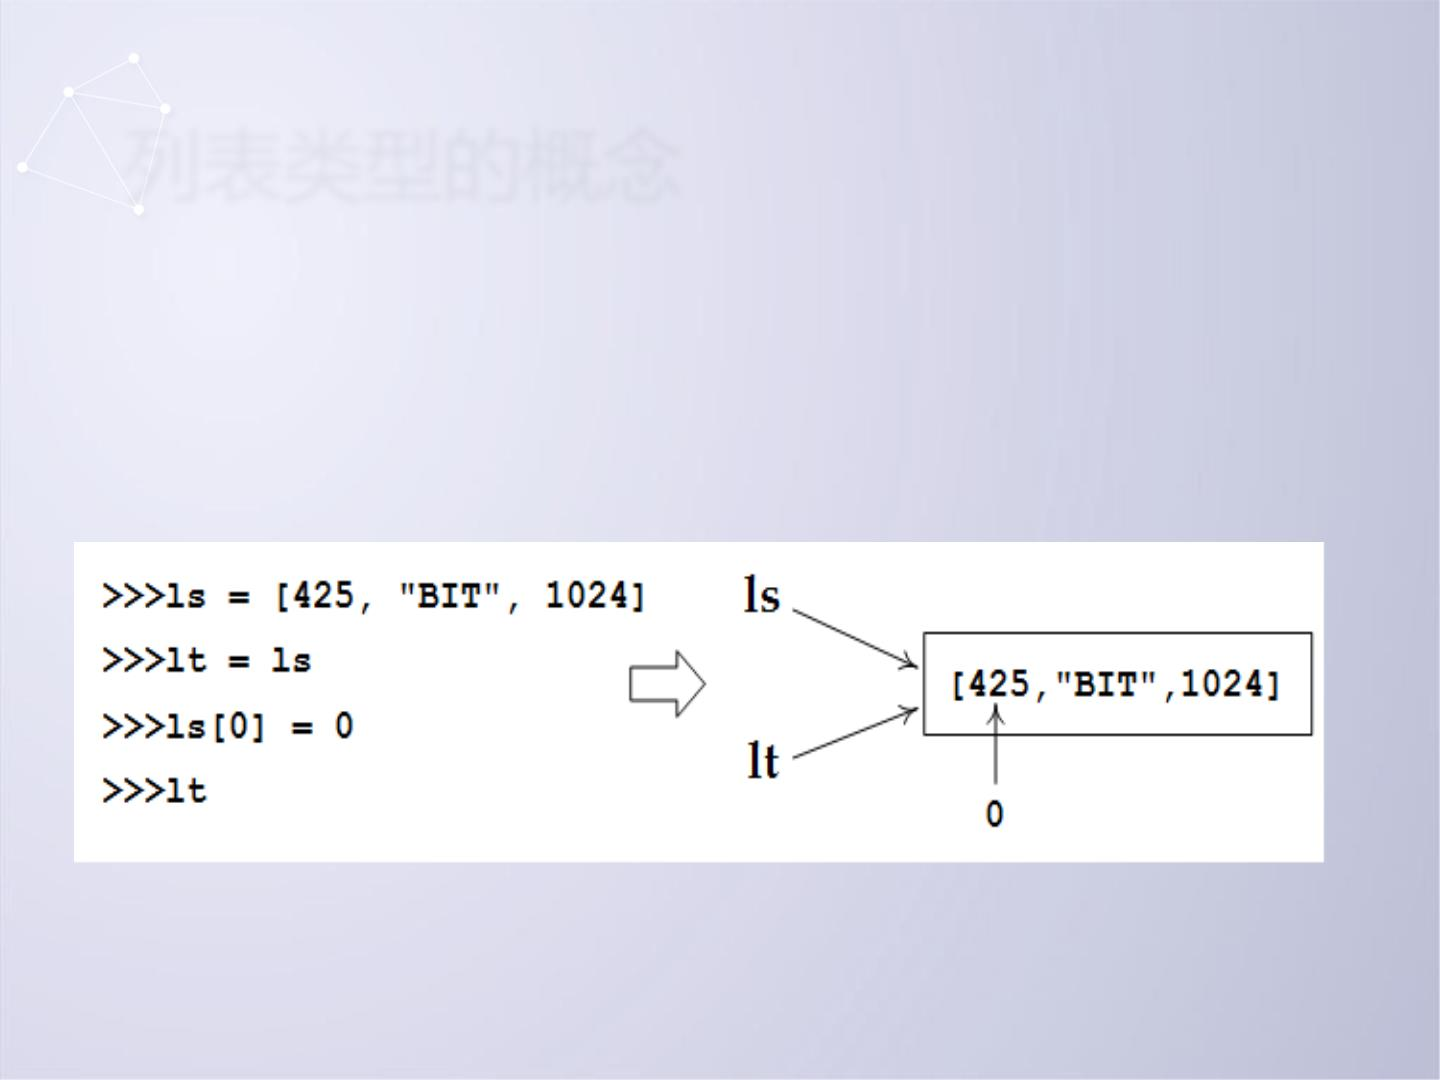 列表类型的概念
>>>ls = [425, "BIT", 1024]
>>>lt = ls
>>>ls[0] = 0
>>>lt
ls
[425,"BIT",1024]
lt
0